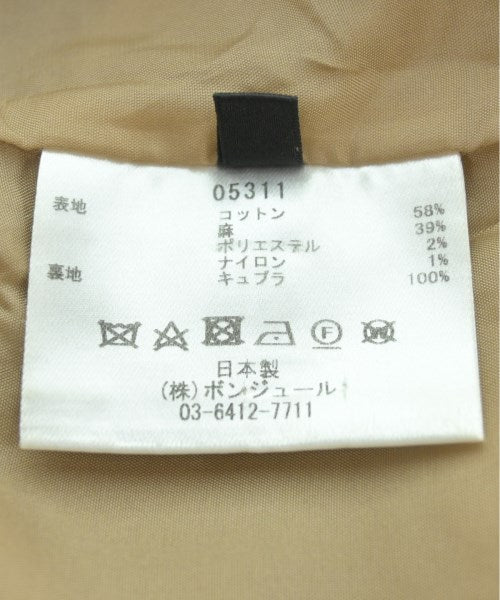 05311
表地 コットン 58%
麻 39%
ポリエステル 2%
ナイロン 1%
裏地 キュプラ 100%
F W
日本製
(株)ボンジュール
03-6412-7711